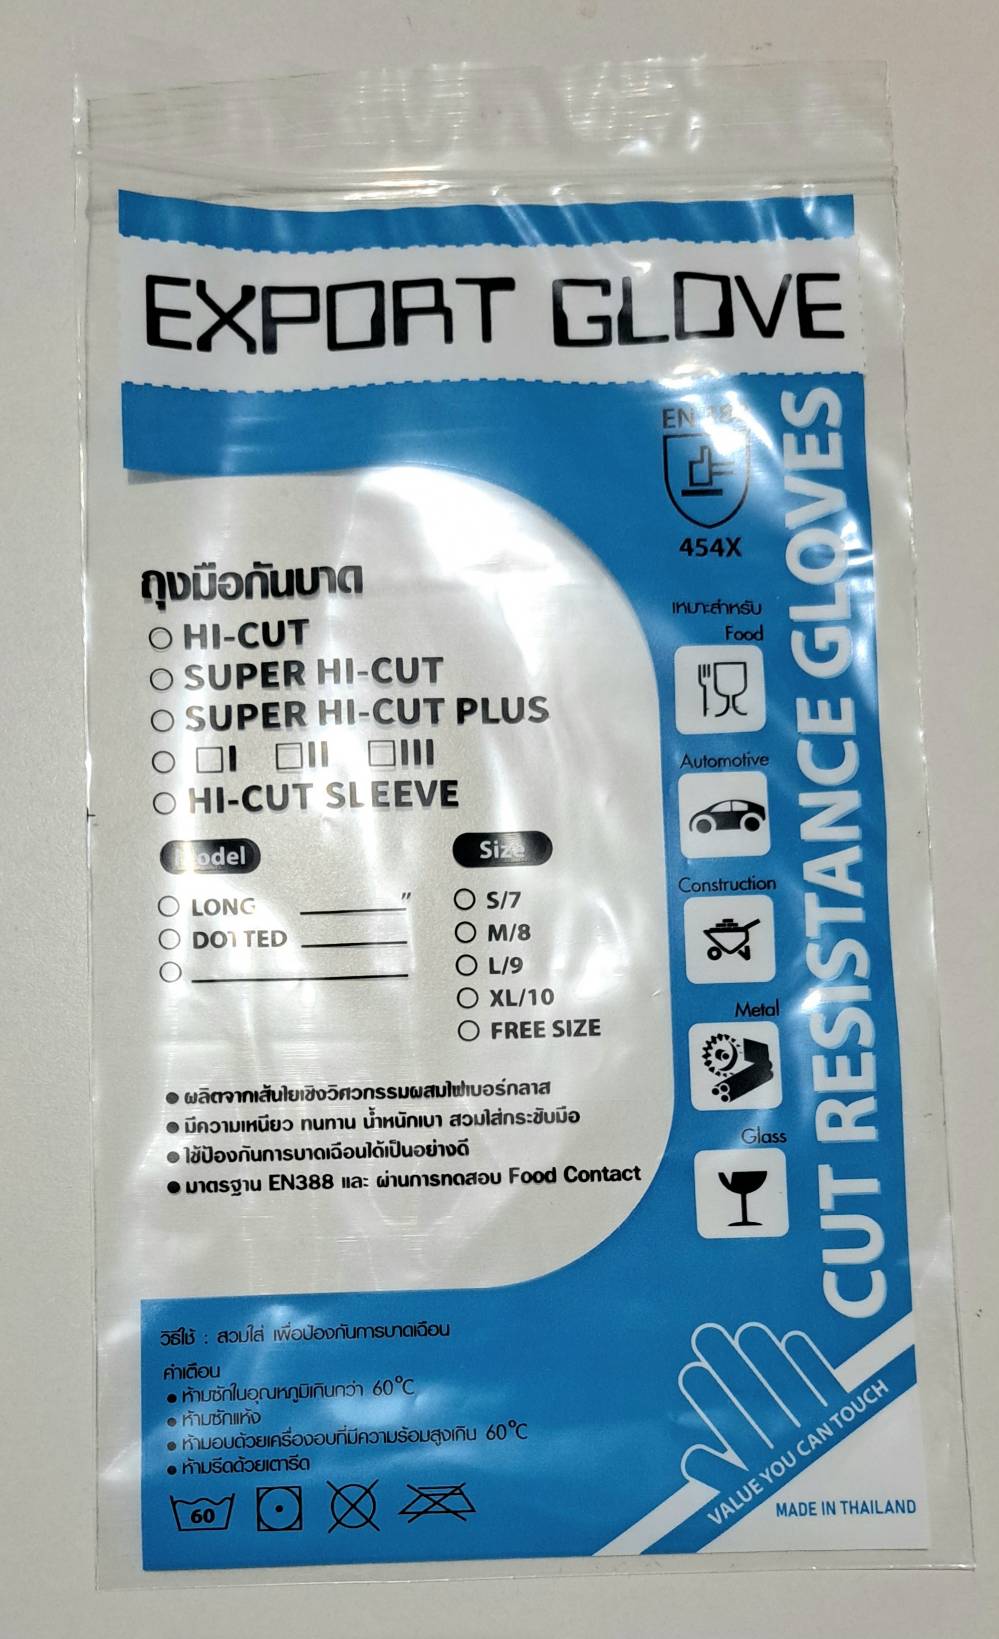 EXPORT GLOVE
EN 388
454X
CUT RESISTANCE GLOVES
ถุงมือกันบาด
HI-CUT
SUPER HI-CUT
SUPER HI-CUT PLUS
I II III
HI-CUT SLEEVE
Model
LONG ________"
DOTTED ________
Size
S/7
M/8
L/9
XL/10
FREE SIZE
เหมาะสำหรับ
Food
Automotive
Construction
Metal
Glass
• ผลิตจากเส้นใยเชิงวิศวกรรมผสมไฟเบอร์กลาส
• มีความเหนียว ทนทาน น้ำหนักเบา สวมใส่กระชับมือ
• ใช้ป้องกันการบาดเฉือนได้เป็นอย่างดี
• มาตรฐาน EN388 และ ผ่านการทดสอบ Food Contact
วิธีใช้ : สวมใส่ เพื่อป้องกันการบาดเฉือน
คำเตือน
• ห้ามซักในอุณหภูมิเกินกว่า 60°C
• ห้ามซักแห้ง
• ห้ามอบด้วยเครื่องอบที่มีความร้อนสูงเกิน 60°C
• ห้ามรีดด้วยเตารีด
60
VALUE YOU CAN TOUCH
MADE IN THAILAND